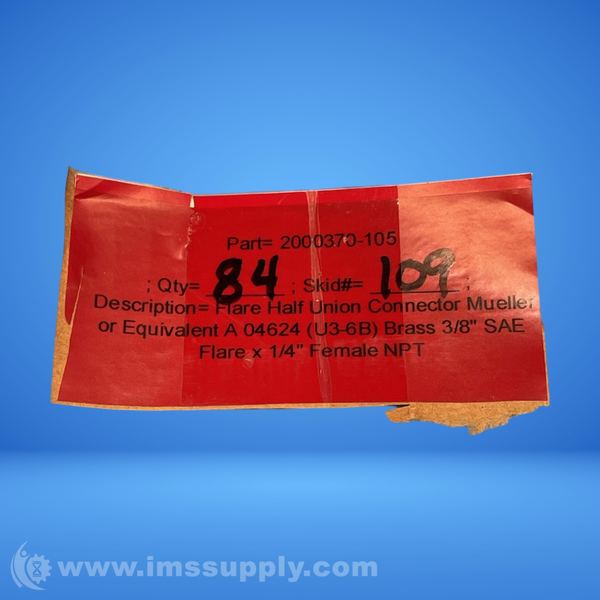 Part= 2000370-105
; Qty= 84 ; Skid#= 109 ;
Description= Flare Half Union Connector Mueller
or Equivalent A 04624 (U3-6B) Brass 3/8" SAE
Flare x 1/4" Female NPT
www.imssupply.com